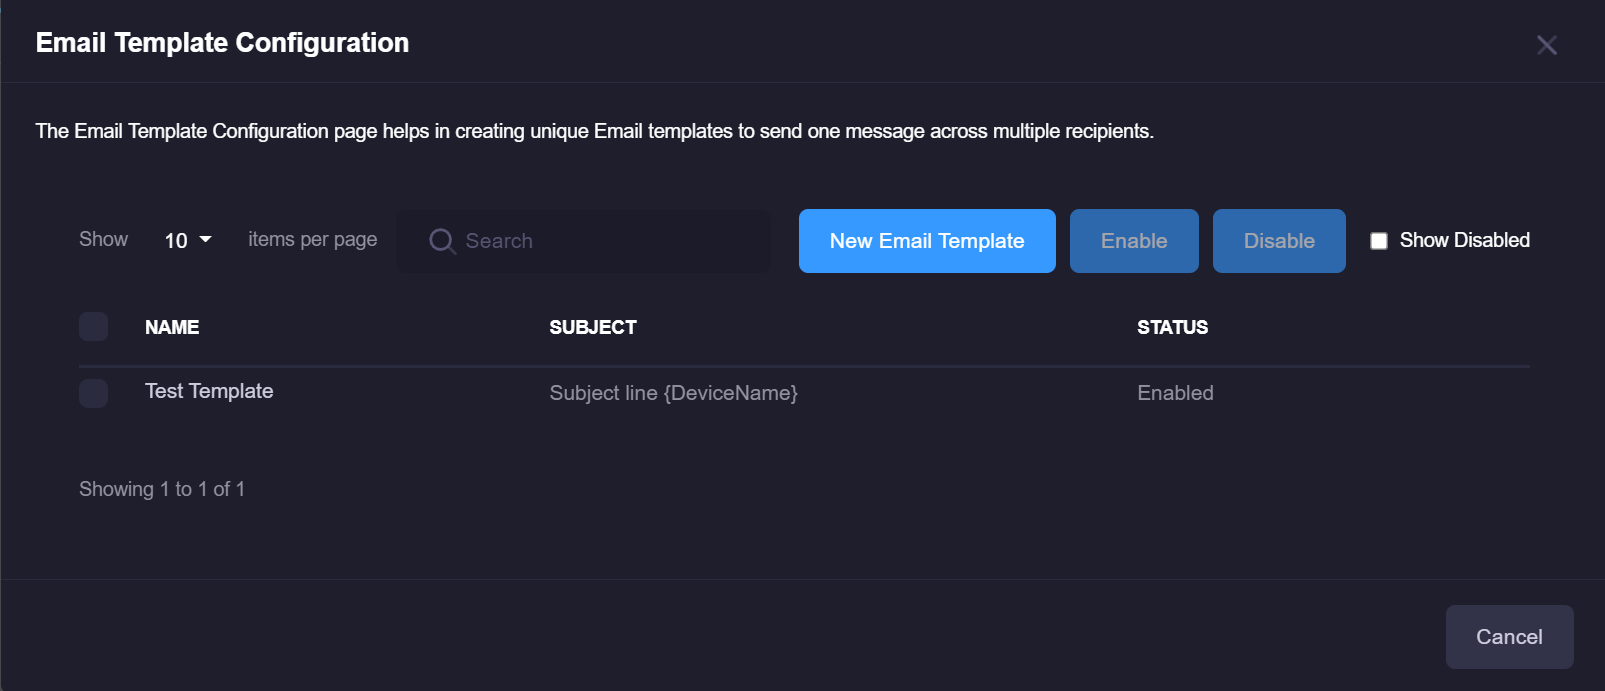 Email Template Configuration
The Email Template Configuration page helps in creating unique Email templates to send one message across multiple recipients.
Show 10 items per page Search New Email Template Enable Disable Show Disabled
NAME SUBJECT STATUS
Test Template Subject line {DeviceName} Enabled
Showing 1 to 1 of 1
Cancel